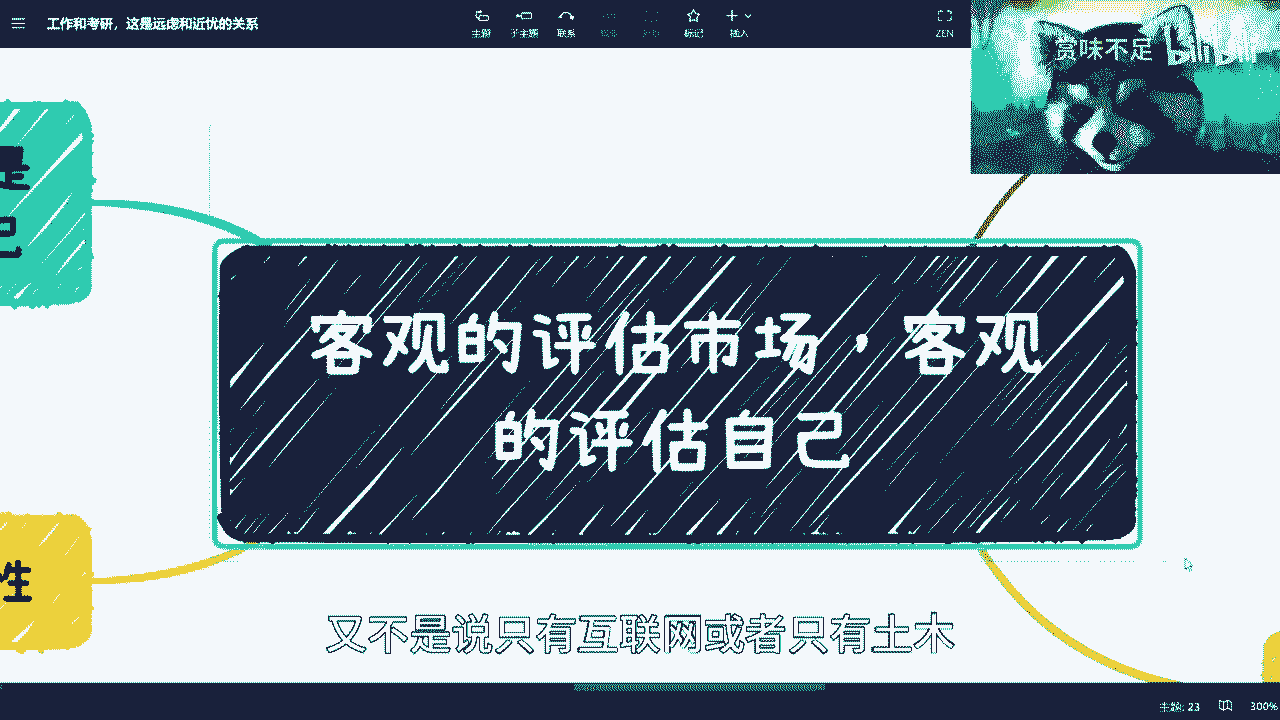 工作和考研，这是远虑和近忧的关系
主题 子主题 联系 标记 插入 ZEN
赏味不足 bilibili
是
己
客观的评估市场，客观
的评估自己
性
又不是说只有互联网或者只有土木
主题: 23 300%